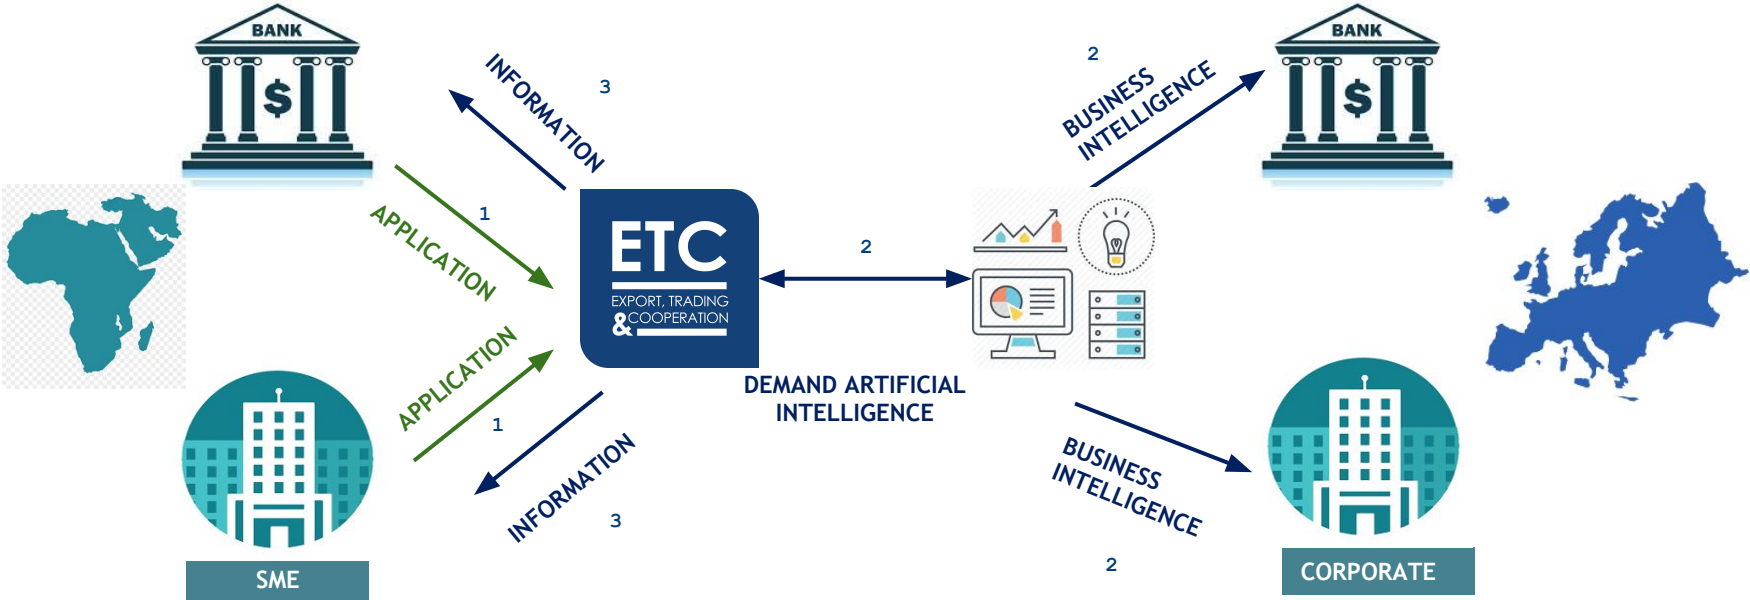 BANK
$
INFORMATION
3
1
APPLICATION
ETC
EXPORT, TRADING
&COOPERATION
APPLICATION
1
INFORMATION
3
SME
2
DEMAND ARTIFICIAL
INTELLIGENCE
2
BUSINESS
INTELLIGENCE
BANK
$
BUSINESS
INTELLIGENCE
2
CORPORATE